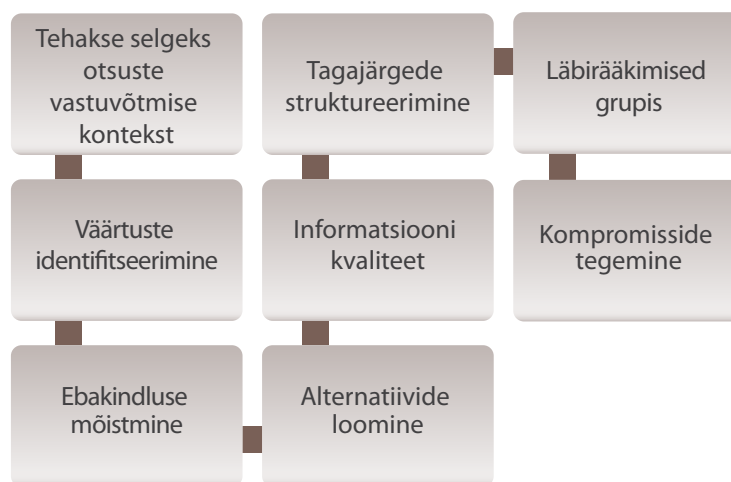 Tehakse selgeks
otsuste
vastuvõtmise
kontekst
Väärtuste
identifitseerimine
Ebakindluse
mõistmine
Alternatiivide
loomine
Informatsiooni
kvaliteet
Tagajärgede
struktureerimine
Läbirääkimised
grupis
Kompromisside
tegemine